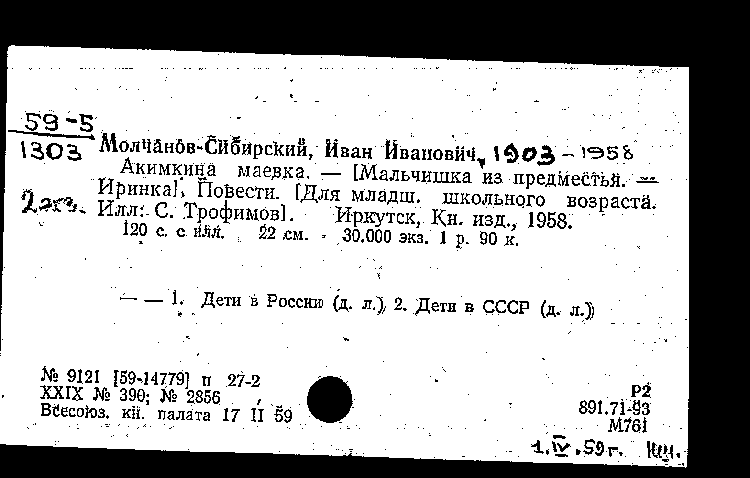 59-5
1303
Молчанов-Сибирский, Иван Иванович, 1903 - 1958
Акимкина маевка. — [Мальчишка из предместья. —
Иринка]. Повести. [Для младш. школьного возраста.
2 экз.
Илл: С. Трофимов]. Иркутск, Кн. изд., 1958.
120 с. с илл. 22 см. 30.000 экз. 1 р. 90 к.
— — 1. Дети в России (д. л.), 2. Дети в СССР (д. л.))
№ 9121 [59-14779] п 27-2
XXIX № 390; № 2856
Всесоюз. кн. палата 17 II 59
Р2
891.71-93
М761
1.IV.59г.